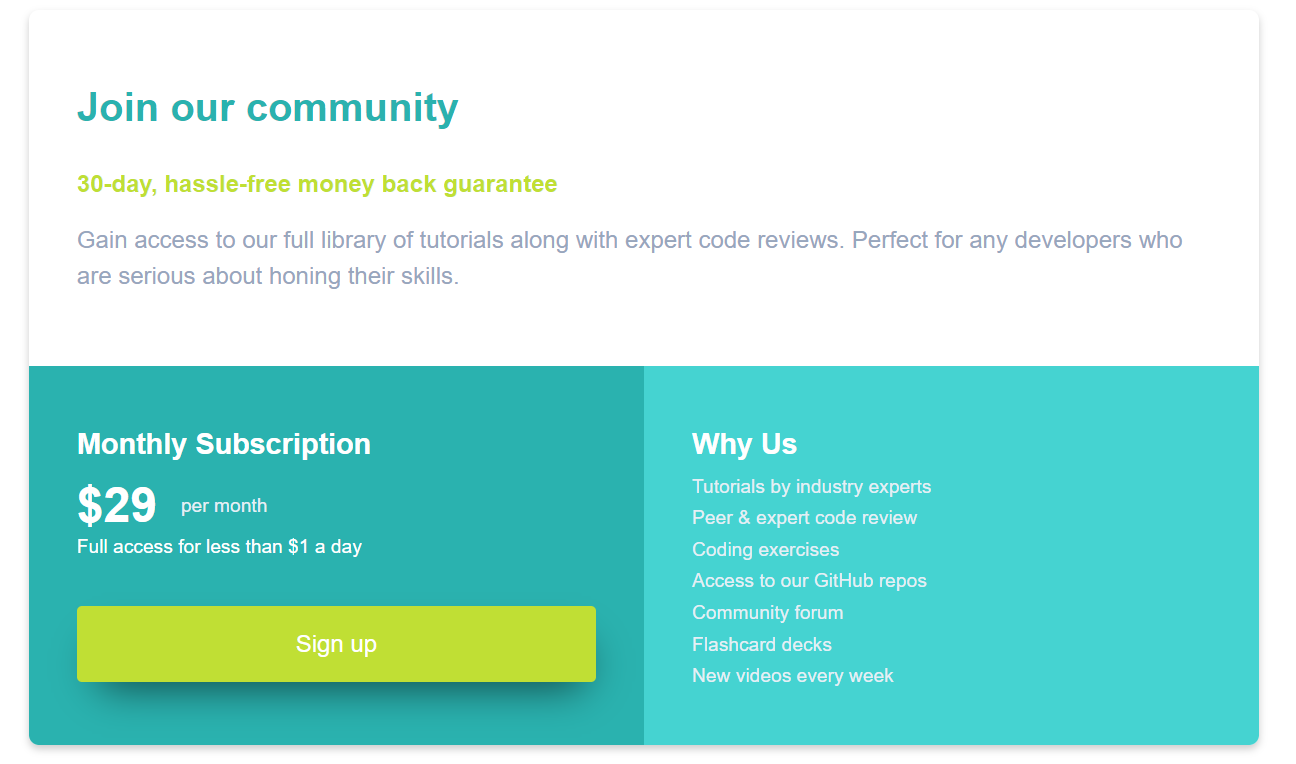 Join our community
30-day, hassle-free money back guarantee
Gain access to our full library of tutorials along with expert code reviews. Perfect for any developers who
are serious about honing their skills.
Monthly Subscription
$29 per month
Full access for less than $1 a day
Sign up
Why Us
Tutorials by industry experts
Peer & expert code review
Coding exercises
Access to our GitHub repos
Community forum
Flashcard decks
New videos every week